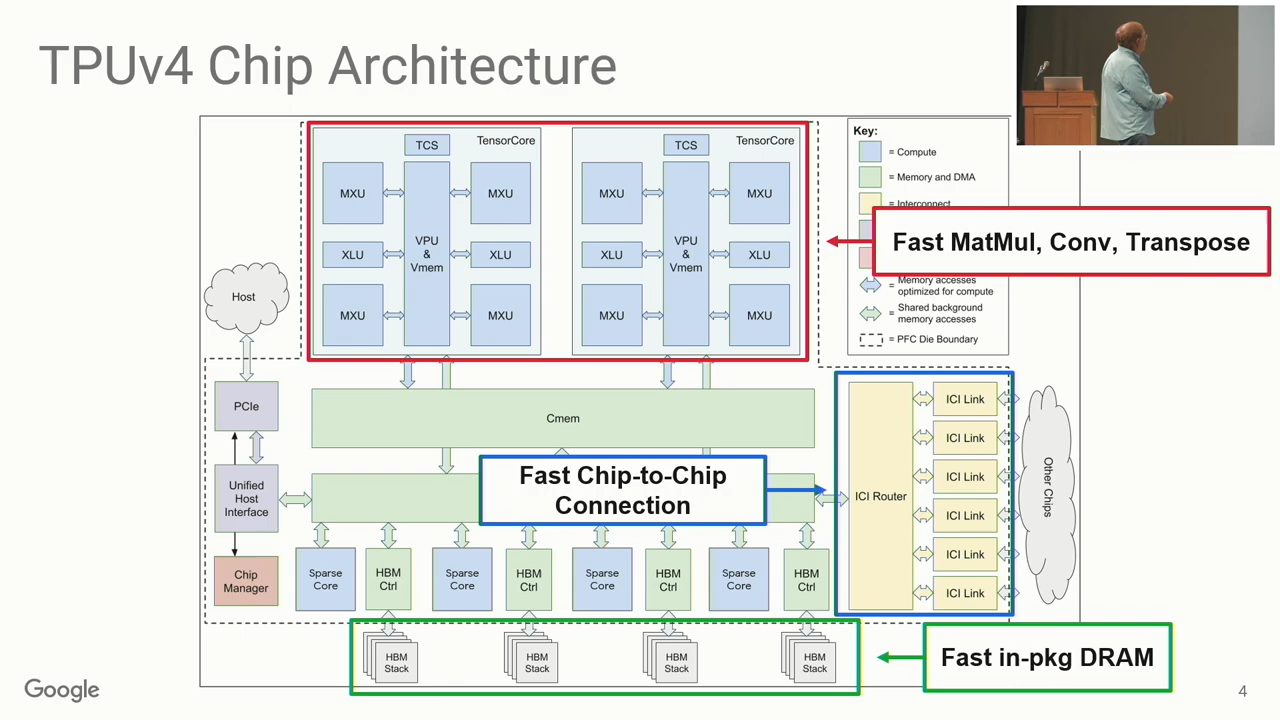 TPUv4 Chip Architecture
TCS
TensorCore
MXU
MXU
VPU
&
Vmem
XLU
XLU
MXU
MXU
TCS
TensorCore
MXU
MXU
VPU
&
Vmem
XLU
XLU
MXU
MXU
Key:
= Compute
= Memory and DMA
= Interconnect
Fast MatMul, Conv, Transpose
Memory accesses
= optimized for compute
Shared background
= memory accesses
= PFC Die Boundary
Host
PCIe
Unified
Host
Interface
Chip
Manager
Cmem
Fast Chip-to-Chip
Connection
ICI Router
ICI Link
ICI Link
ICI Link
ICI Link
ICI Link
ICI Link
Other Chips
Sparse
Core
HBM
Ctrl
Sparse
Core
HBM
Ctrl
Sparse
Core
HBM
Ctrl
Sparse
Core
HBM
Ctrl
HBM
Stack
HBM
Stack
HBM
Stack
HBM
Stack
Fast in-pkg DRAM
Google
4